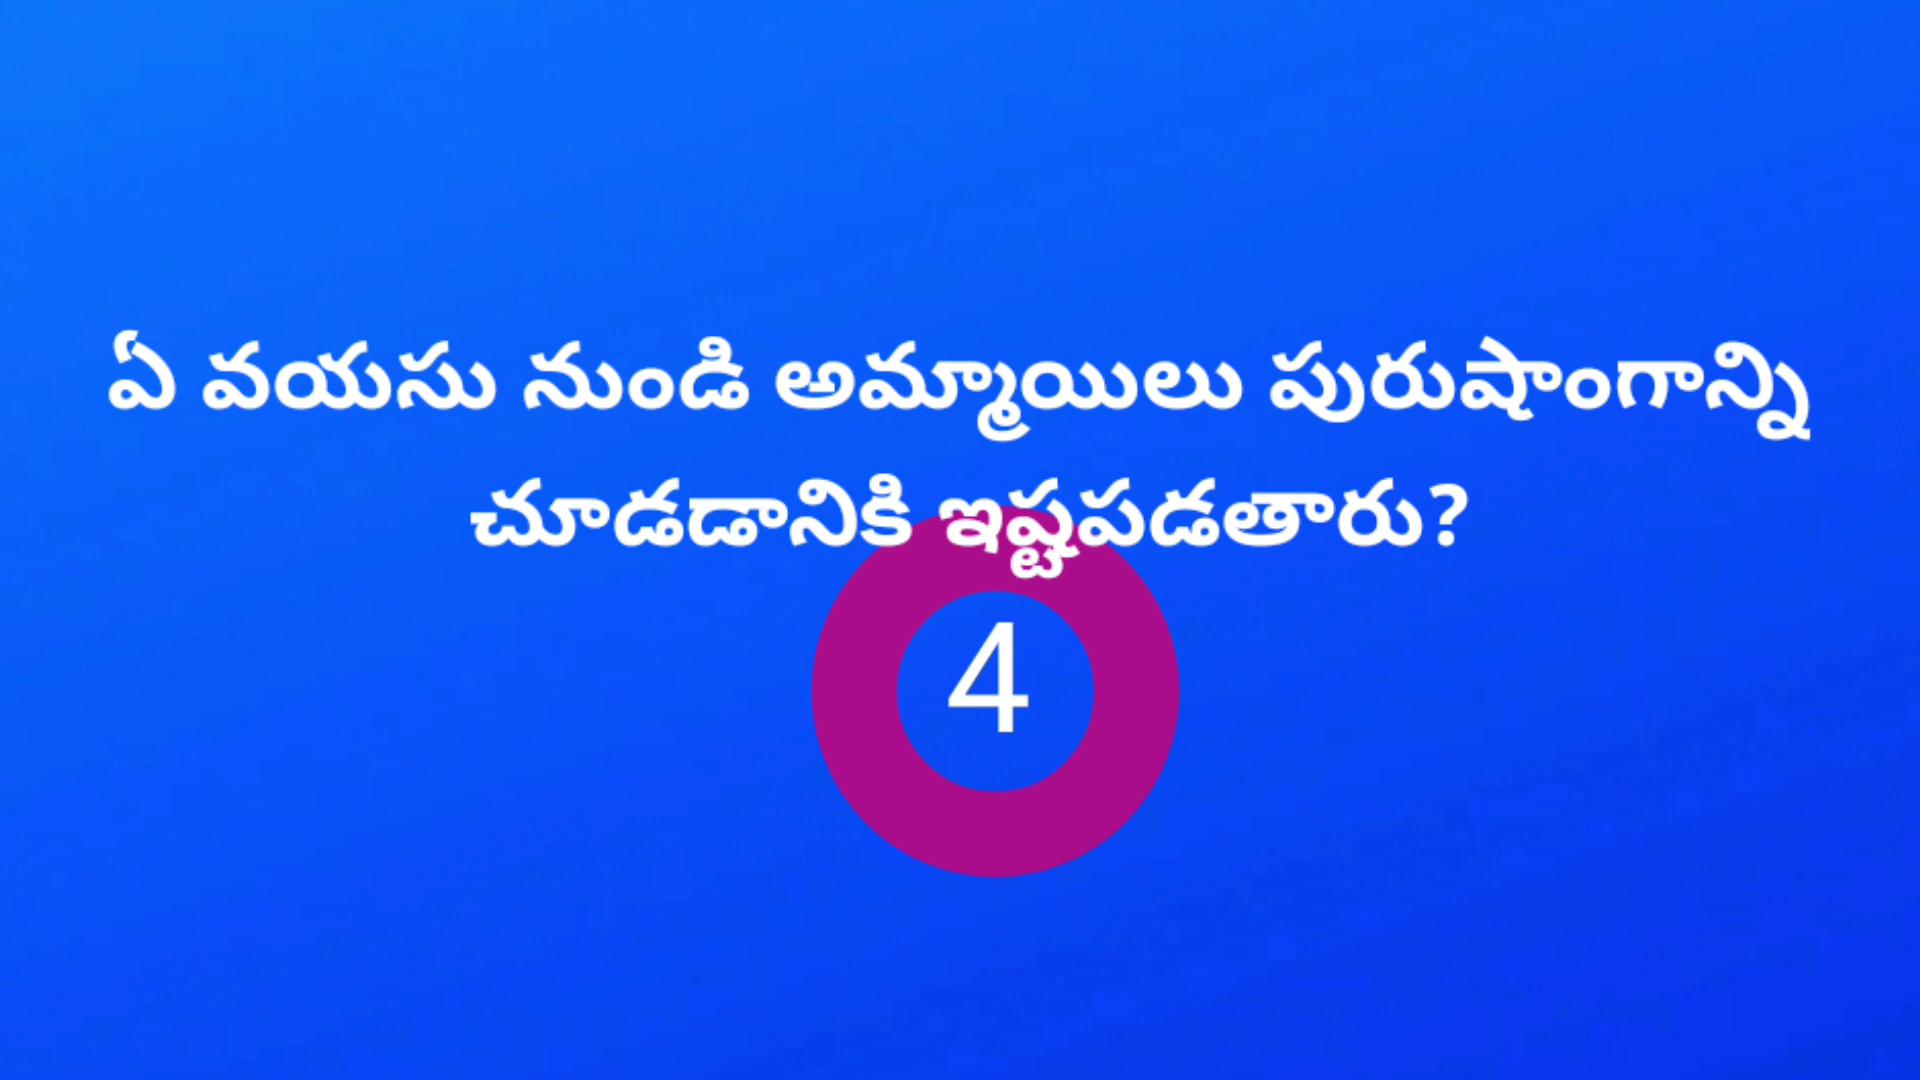 ఏ వయసు నుండి అమ్మాయిలు పురుషాంగాన్ని
చూడడానికి ఇష్టపడతారు?
4